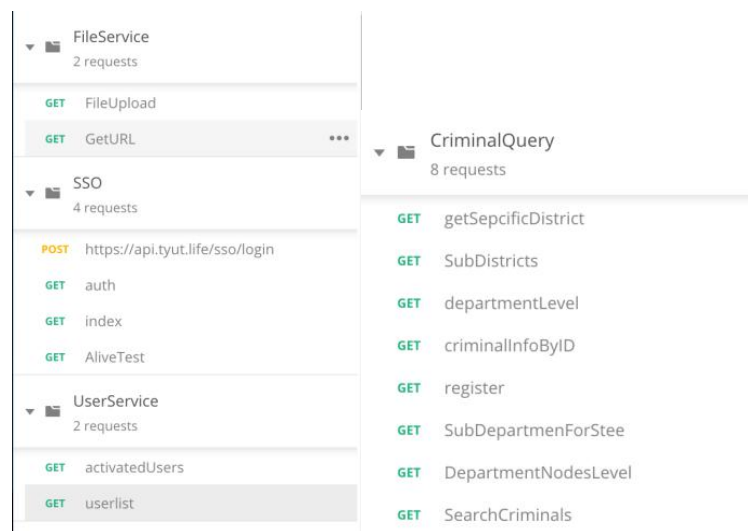 FileService
2 requests
GET FileUpload
GET GetURL
SSO
4 requests
POST https://api.tyut.life/sso/login
GET auth
GET index
GET AliveTest
UserService
2 requests
GET activatedUsers
GET userlist
CriminalQuery
8 requests
GET getSepcificDistrict
GET SubDistricts
GET departmentLevel
GET criminalInfoByID
GET register
GET SubDepartmenForStee
GET DepartmentNodesLevel
GET SearchCriminals